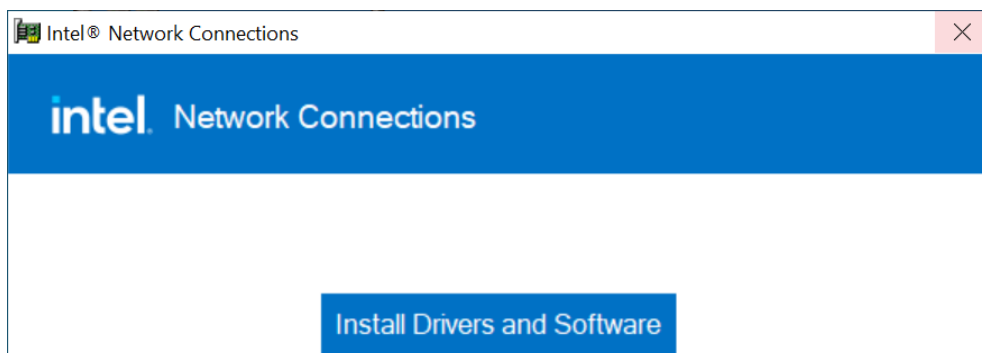 Intel® Network Connections
intel. Network Connections
Install Drivers and Software